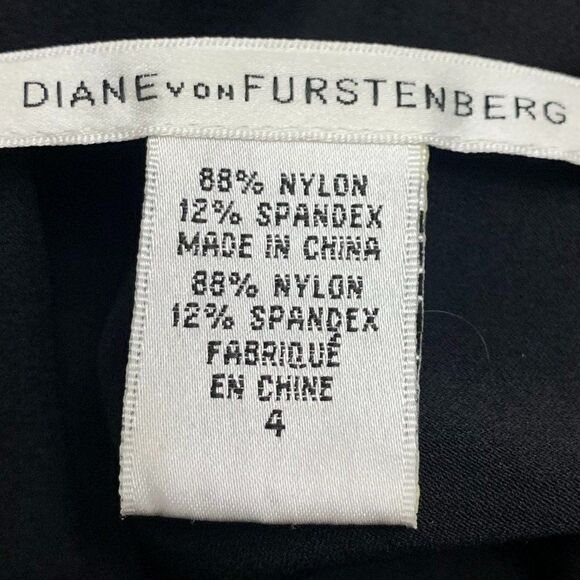 DIANE VON FURSTENBERG
88% NYLON
12% SPANDEX
MADE IN CHINA
88% NYLON
12% SPANDEX
FABRIQUÉ
EN CHINE
4